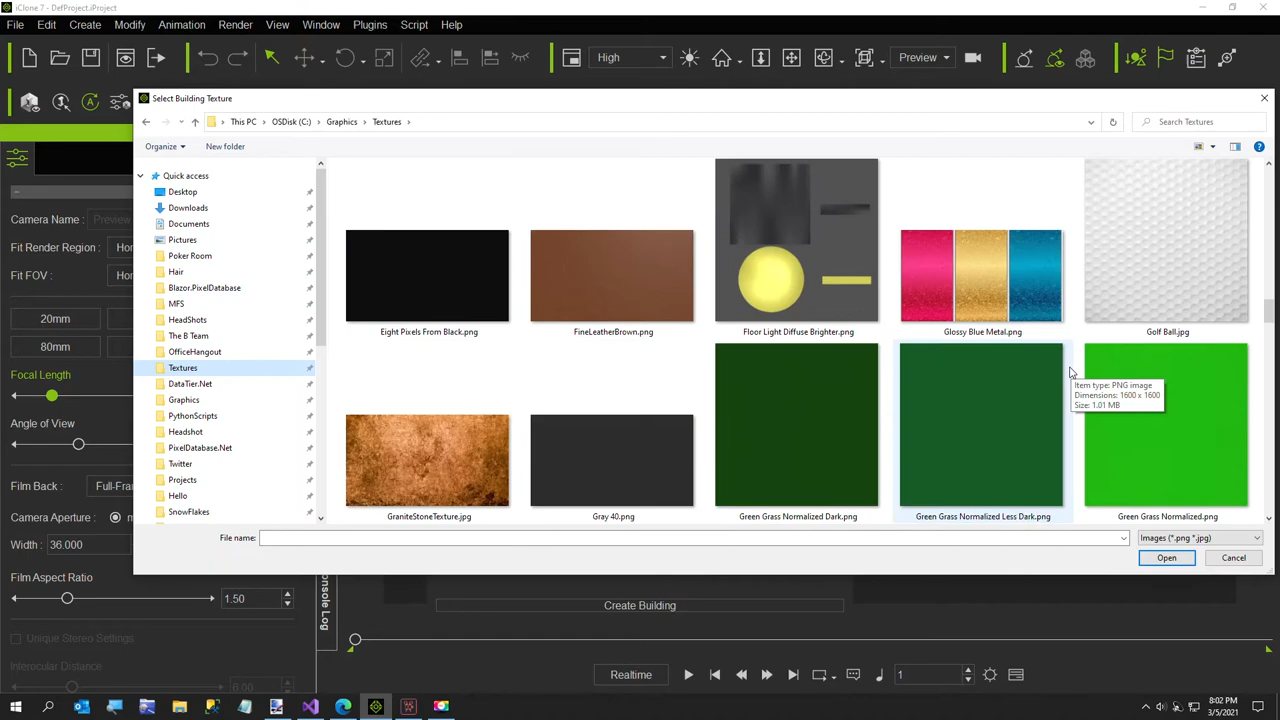 iClone 7 - DefProject.iProject
File Edit Create Modify Animation Render View Window Plugins Script Help
High Preview
Select Building Texture
This PC OSDisk (C:) Graphics Textures Search Textures
Organize New folder
Quick access
Desktop
Downloads
Documents
Pictures
Poker Room
Hair
Blazor.PixelDatabase
MFS
HeadShots
The B Team
OfficeHangout
Textures
DataTier.Net
Graphics
PythonScripts
Headshot
PixelDatabase.Net
Twitter
Projects
Hello
SnowFlakes
Camera Name : Preview
Fit Render Region :
Fit FOV :
20mm
80mm
Focal Length
Angle of View
Film Back :
Camera Aperture :
Width : 36.000
Film Aspect Ratio
1.50
Unique Stereo Settings
Interocular Distance
6.00
Eight Pixels From Black.png FineLeatherBrown.png Floor Light Diffuse Brighter.png Glossy Blue Metal.png Golf Ball.jpg
Item type: PNG image
Dimensions: 1600 x 1600
Size: 1.01 MB
GraniteStoneTexture.jpg Gray 40.png Green Grass Normalized Dark.png Green Grass Normalized Less Dark.png Green Grass Normalized.png
File name: Images (*.png *.jpg)
Open Cancel
Create Building
Realtime 1
8:02 PM
3/5/2021